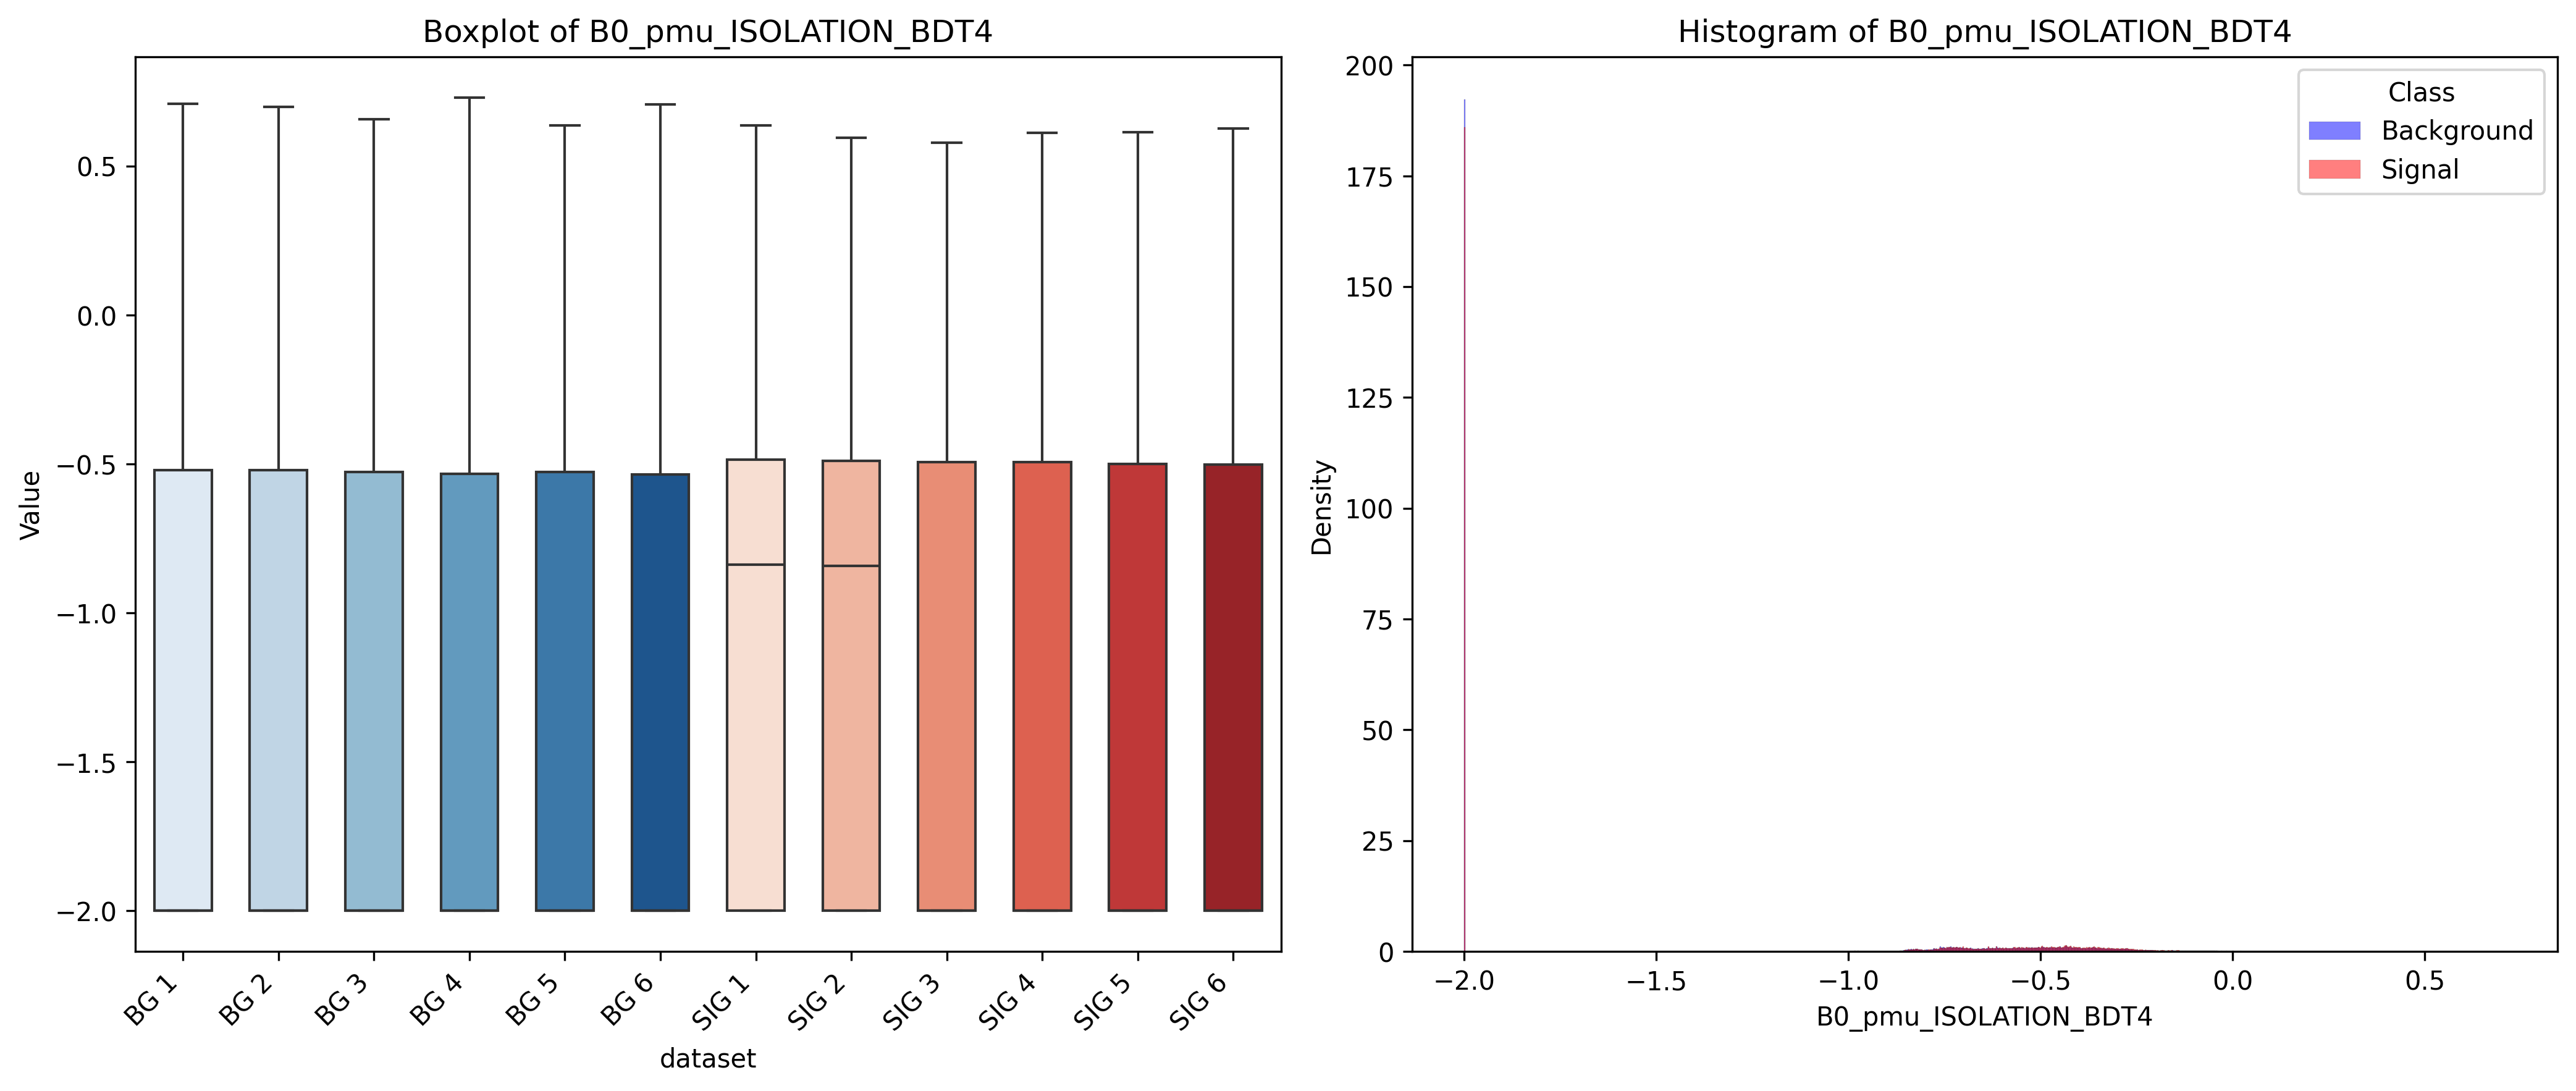 Boxplot of B0_pmu_ISOLATION_BDT4
Value
0.5
0.0
−0.5
−1.0
−1.5
−2.0
BG 1
BG 2
BG 3
BG 4
BG 5
BG 6
SIG 1
SIG 2
SIG 3
SIG 4
SIG 5
SIG 6
dataset
Histogram of B0_pmu_ISOLATION_BDT4
Density
200
175
150
125
100
75
50
25
0
Class
Background
Signal
−2.0
−1.5
−1.0
−0.5
0.0
0.5
B0_pmu_ISOLATION_BDT4